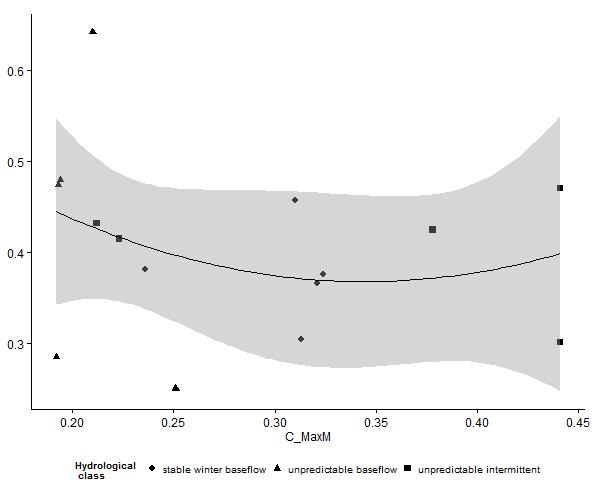 0.6
0.5
0.4
0.3
0.20 0.25 0.30 0.35 0.40 0.45
C_MaxM
Hydrological
class
stable winter baseflow unpredictable baseflow unpredictable intermittent